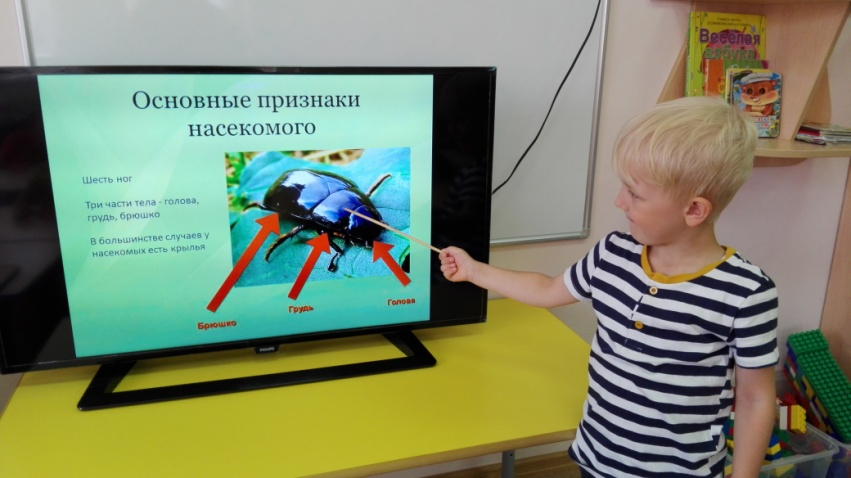 Основные признаки
насекомого
Шесть ног
Три части тела - голова,
грудь, брюшко
В большинстве случаев у
насекомых есть крылья
Брюшко
Грудь
Голова
PHILIPS
Весёлая
азбука